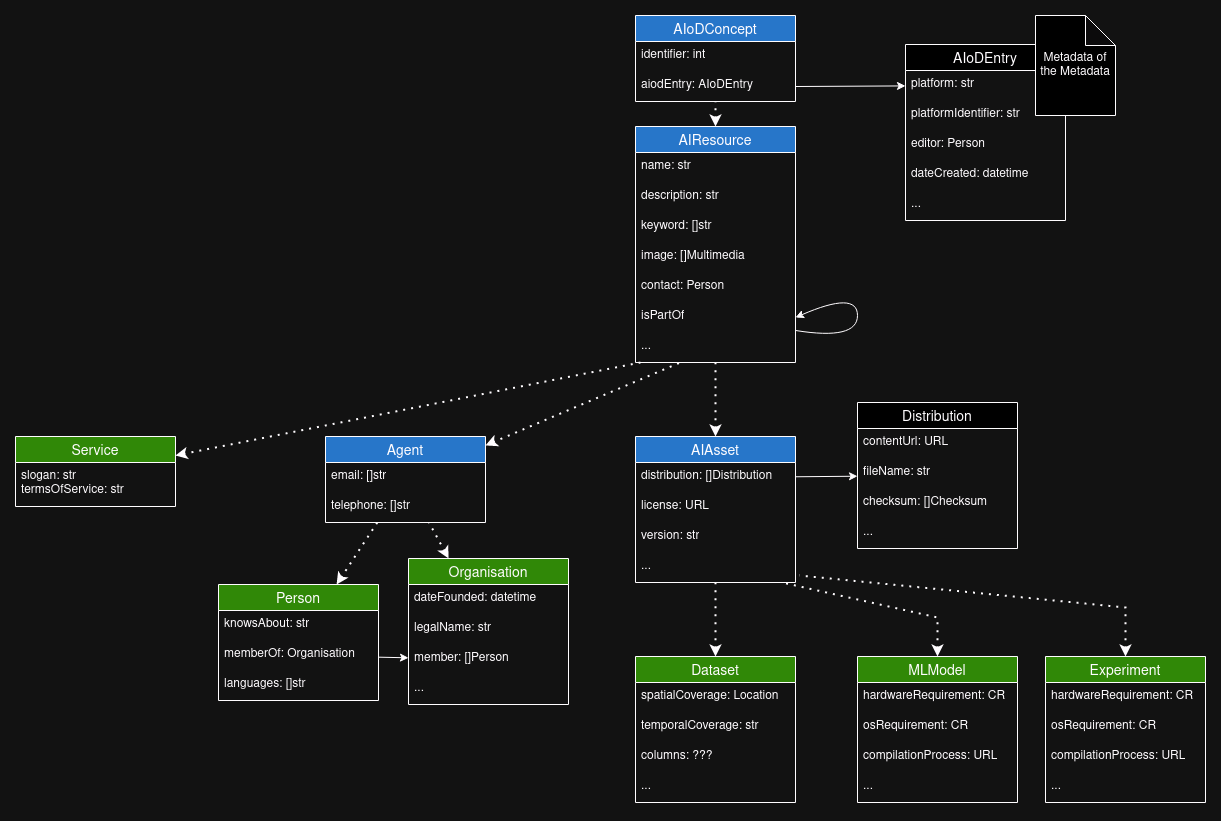 AIoDConcept
identifier: int
aiodEntry: AIoDEntry
AIoDEntry
platform: str
platformIdentifier: str
editor: Person
dateCreated: datetime
...
Metadata of
the Metadata
AIResource
name: str
description: str
keyword: []str
image: []Multimedia
contact: Person
isPartOf
...
Service
slogan: str
termsOfService: str
Agent
email: []str
telephone: []str
AIAsset
distribution: []Distribution
license: URL
version: str
...
Distribution
contentUrl: URL
fileName: str
checksum: []Checksum
...
Person
knowsAbout: str
memberOf: Organisation
languages: []str
Organisation
dateFounded: datetime
legalName: str
member: []Person
...
Dataset
spatialCoverage: Location
temporalCoverage: str
columns: ???
...
MLModel
hardwareRequirement: CR
osRequirement: CR
compilationProcess: URL
...
Experiment
hardwareRequirement: CR
osRequirement: CR
compilationProcess: URL
...